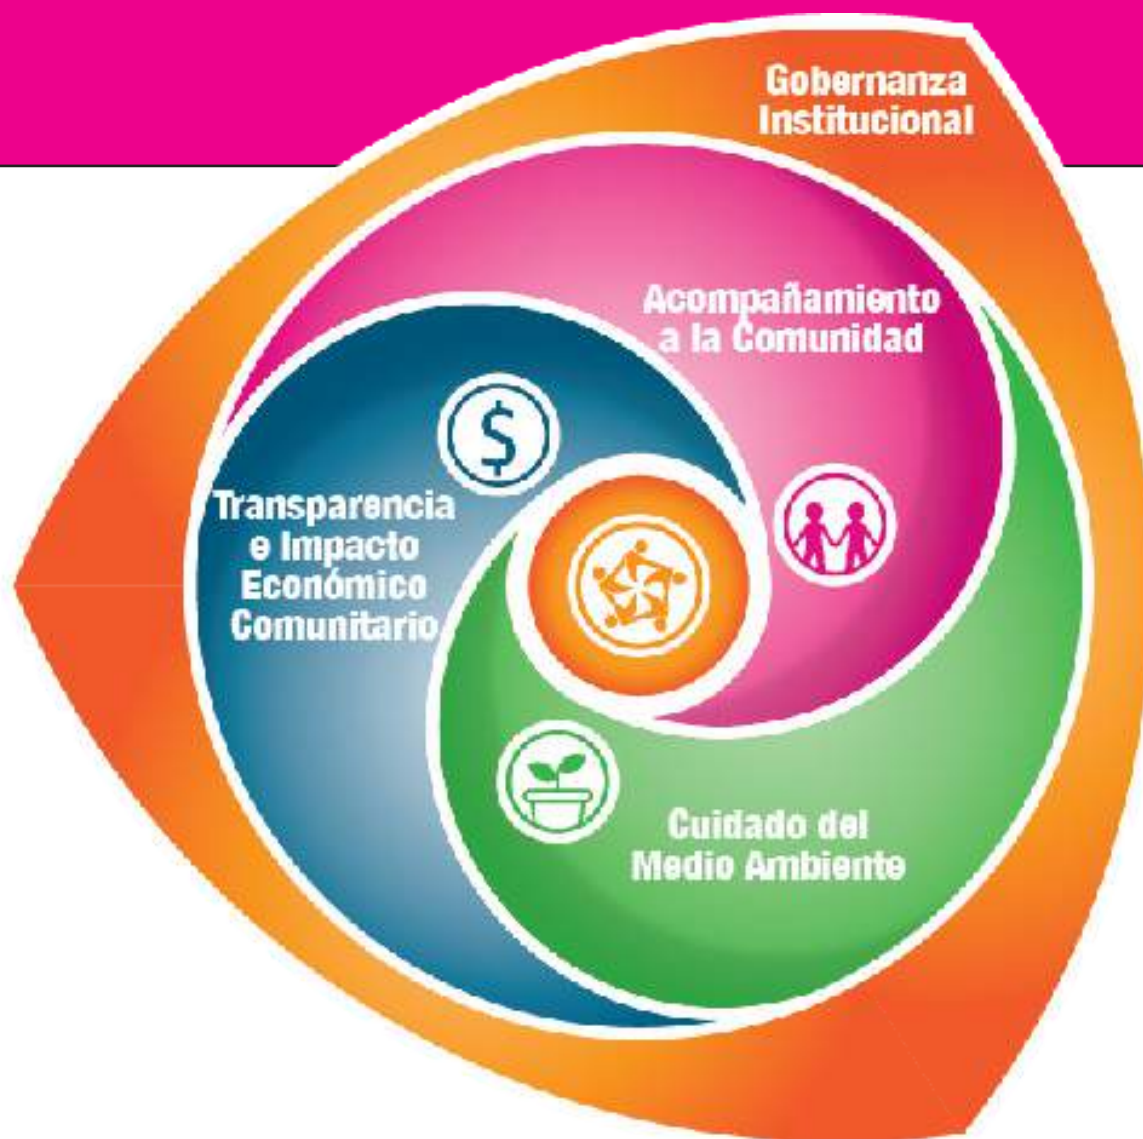 Gobernanza
Institucional
Acompañamiento
a la Comunidad
$
Transparencia
e Impacto
Económico
Comunitario
Cuidado del
Medio Ambiente